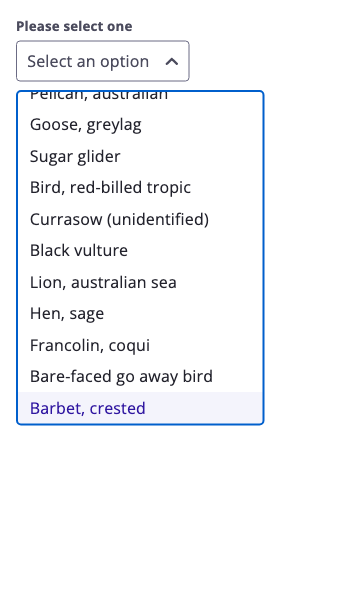 Please select one
Select an option
Pelican, australian
Goose, greylag
Sugar glider
Bird, red-billed tropic
Currasow (unidentified)
Black vulture
Lion, australian sea
Hen, sage
Francolin, coqui
Bare-faced go away bird
Barbet, crested